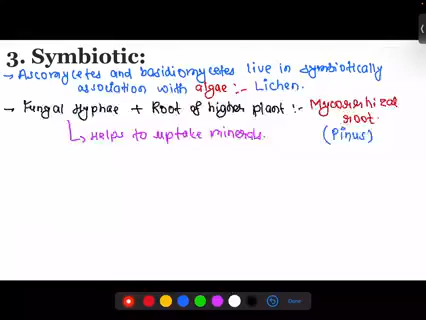 3. Symbiotic:
→ Ascomycetes and basidiomycetes live in symbiotically
association with algae :- Lichen.
→ Fungal Hyphae + Root of higher plant :- Mycorrhizal
root.
↳ Helps to uptake minerals. (Pinus)
Done